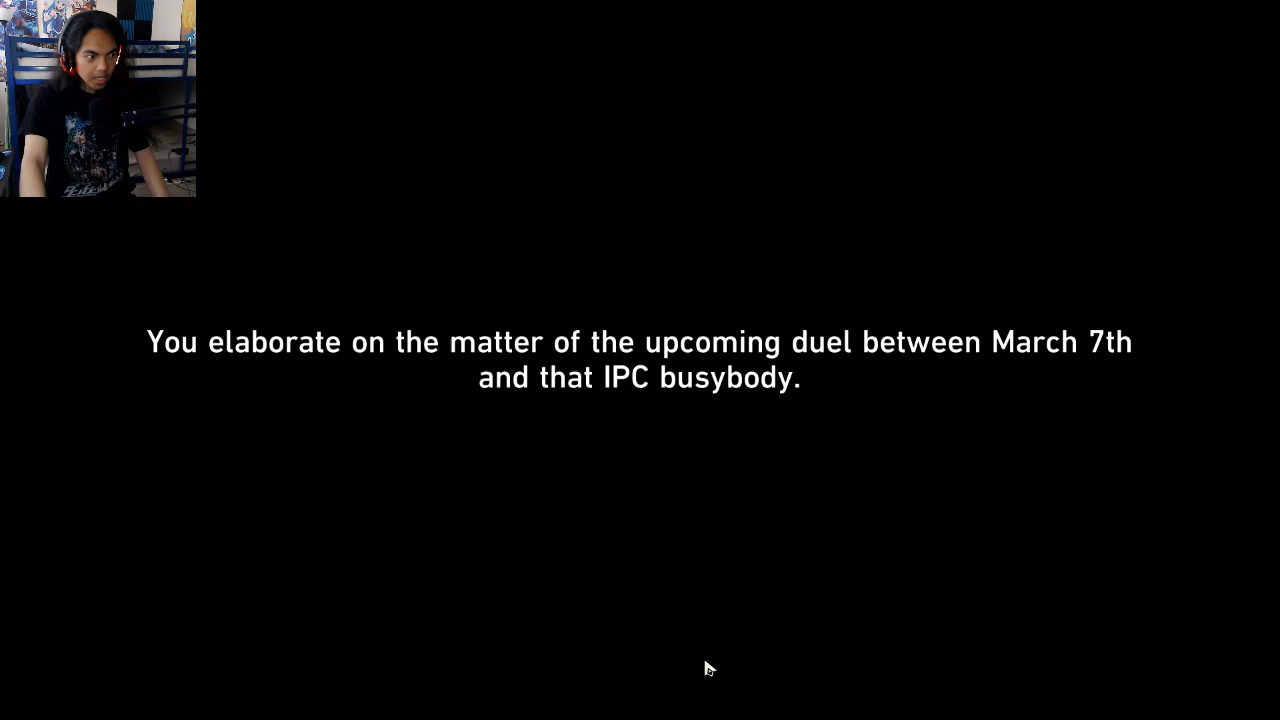 You elaborate on the matter of the upcoming duel between March 7th
and that IPC busybody.